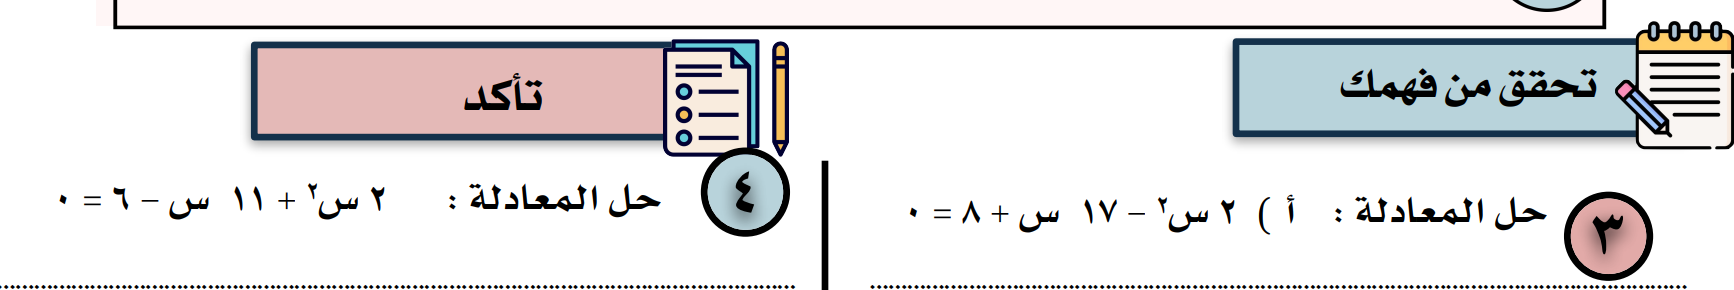 تحقق من فهمك
٣ حل المعادلة : أ ) ٢ س٢ − ١٧ س + ٨ = ٠
تأكد
٤ حل المعادلة : ٢ س٢ + ١١ س − ٦ = ٠